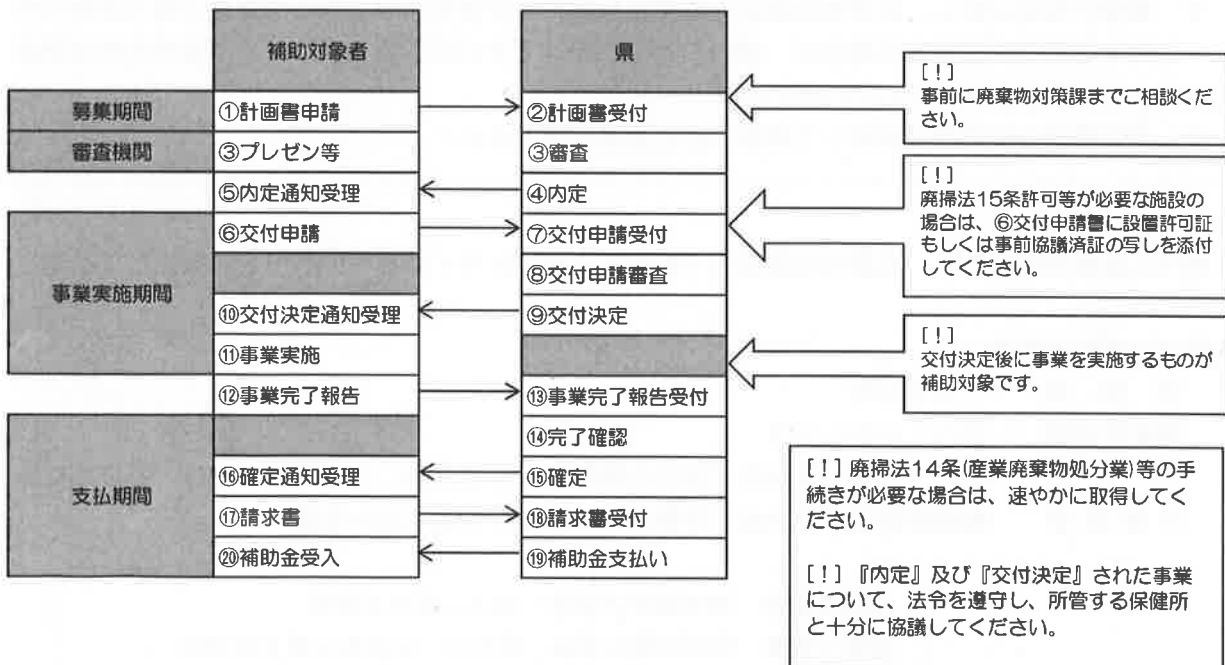 補助対象者
県
募集期間
①計画書申請
②計画書受付
審査機関
③プレゼン等
③審査
⑤内定通知受理
④内定
事業実施期間
⑥交付申請
⑦交付申請受付
⑧交付申請審査
⑩交付決定通知受理
⑨交付決定
⑪事業実施
⑫事業完了報告
⑬事業完了報告受付
支払期間
⑭完了確認
⑯確定通知受理
⑮確定
⑰請求書
⑱請求審受付
⑳補助金受入
⑲補助金支払い
[!]
事前に廃棄物対策課までご相談くだ
さい。
[!]
廃掃法15条許可等が必要な施設の
場合は、⑥交付申請書に設置許可証
もしくは事前協議済証の写しを添付
してください。
[!]
交付決定後に事業を実施するものが
補助対象です。
[!] 廃掃法14条(産業廃棄物処分業)等の手
続きが必要な場合は、速やかに取得してく
ださい。
[!]『内定』及び『交付決定』された事業
について、法令を遵守し、所管する保健所
と十分に協議してください。